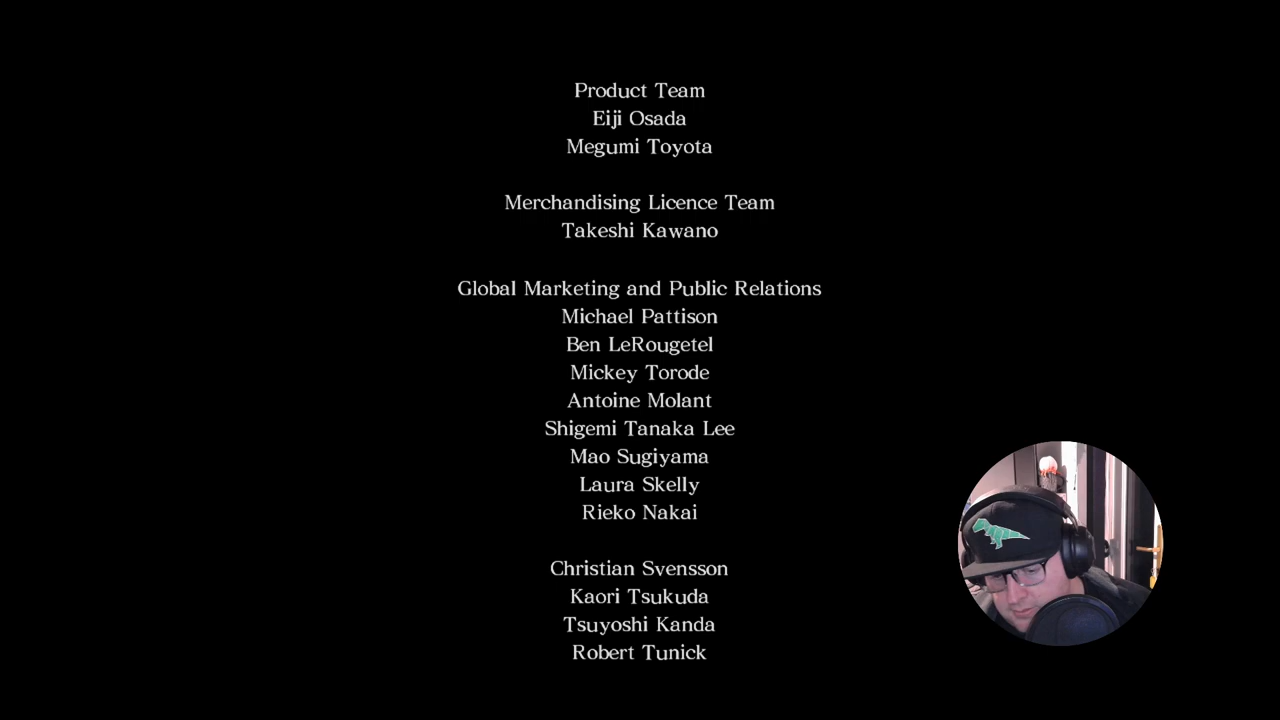 Product Team
Eiji Osada
Megumi Toyota
Merchandising Licence Team
Takeshi Kawano
Global Marketing and Public Relations
Michael Pattison
Ben LeRougetel
Mickey Torode
Antoine Molant
Shigemi Tanaka Lee
Mao Sugiyama
Laura Skelly
Rieko Nakai
Christian Svensson
Kaori Tsukuda
Tsuyoshi Kanda
Robert Tunick